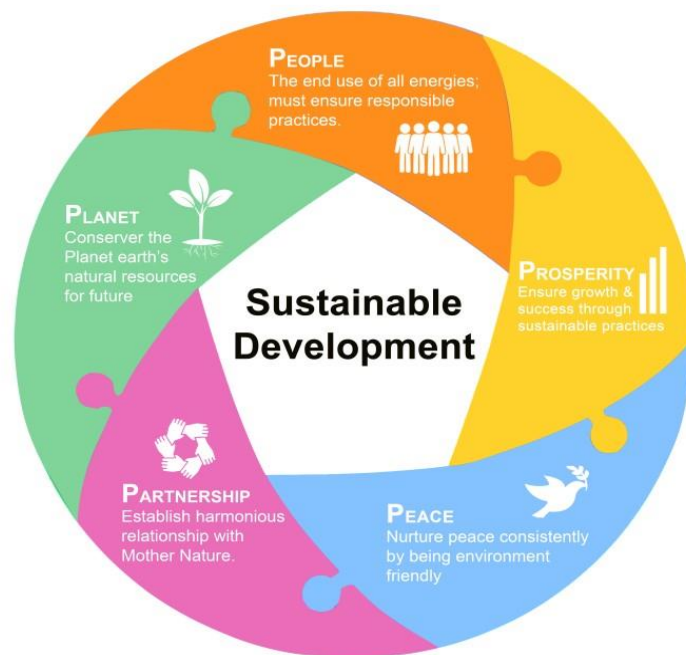 PEOPLE
The end use of all energies;
must ensure responsible
practices.
PROSPERITY
Ensure growth &
success through
sustainable practices
PEACE
Nurture peace consistently
by being environment
friendly
PARTNERSHIP
Establish harmonious
relationship with
Mother Nature.
PLANET
Conserver the
Planet earth's
natural resources
for future
Sustainable
Development